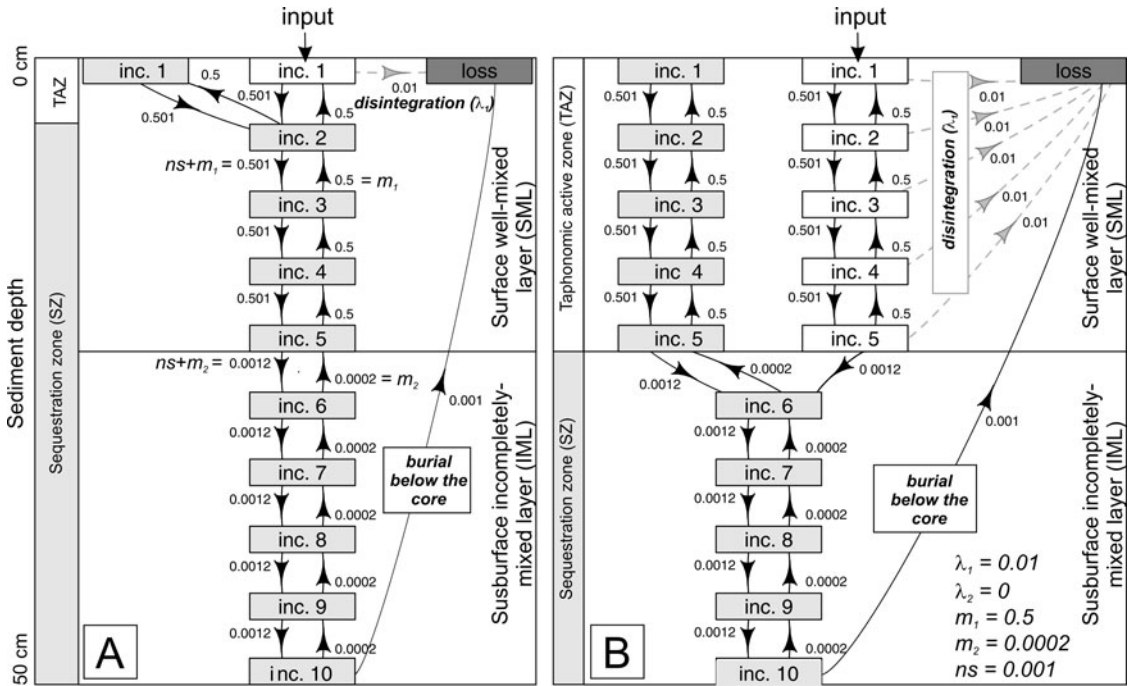 input
inc. 1
inc. 1
loss
0.5
0.01
0.501
0.501
0.5
disintegration (λ₁)
inc. 2
ns+m₁ = 0.501
0.5 = m₁
inc. 3
0.501
0.5
inc. 4
0.501
0.5
inc. 5
ns+m₂ = 0.0012
0.0002 = m₂
inc. 6
0.001
0.0012
0.0002
inc. 7
burial
below the
core
0.0012
0.0002
inc. 8
0.0012
0.0002
inc. 9
0.0012
0.0002
inc. 10
A
0 cm
Sediment depth
50 cm
TAZ
Sequestration zone (SZ)
Surface well-mixed
layer (SML)
Susburface incompletely-
mixed layer (IML)
input
inc. 1
inc. 1
loss
0.01
0.501
0.5
0.501
0.5
0.01
inc. 2
inc. 2
0.01
0.501
0.5
0.501
0.5
inc. 3
inc. 3
0.01
0.501
0.5
0.501
0.5
0.01
inc. 4
inc. 4
0.501
0.5
0.501
0.5
inc. 5
inc. 5
disintegration (λ₁)
0.0012
0.0002
0.0012
inc. 6
0.001
0.0012
0.0002
inc. 7
0.0012
0.0002
inc. 8
burial
below the
core
0.0012
0.0002
inc. 9
0.0012
0.0002
inc. 10
B
λ₁ = 0.01
λ₂ = 0
m₁ = 0.5
m₂ = 0.0002
ns = 0.001
Taphonomic active zone (TAZ)
Sequestration zone (SZ)
Surface well-mixed
layer (SML)
Susburface incompletely-
mixed layer (IML)